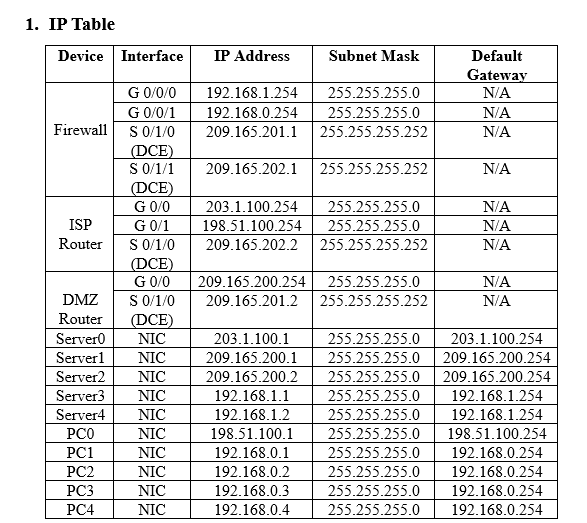 1. IP Table
Device Interface IP Address Subnet Mask Default Gateway
Firewall G 0/0/0 192.168.1.254 255.255.255.0 N/A
G 0/0/1 192.168.0.254 255.255.255.0 N/A
S 0/1/0 (DCE) 209.165.201.1 255.255.255.252 N/A
S 0/1/1 (DCE) 209.165.202.1 255.255.255.252 N/A
ISP Router G 0/0 203.1.100.254 255.255.255.0 N/A
G 0/1 198.51.100.254 255.255.255.0 N/A
S 0/1/0 (DCE) 209.165.202.2 255.255.255.252 N/A
DMZ Router G 0/0 209.165.200.254 255.255.255.0 N/A
S 0/1/0 (DCE) 209.165.201.2 255.255.255.252 N/A
Server0 NIC 203.1.100.1 255.255.255.0 203.1.100.254
Server1 NIC 209.165.200.1 255.255.255.0 209.165.200.254
Server2 NIC 209.165.200.2 255.255.255.0 209.165.200.254
Server3 NIC 192.168.1.1 255.255.255.0 192.168.1.254
Server4 NIC 192.168.1.2 255.255.255.0 192.168.1.254
PC0 NIC 198.51.100.1 255.255.255.0 198.51.100.254
PC1 NIC 192.168.0.1 255.255.255.0 192.168.0.254
PC2 NIC 192.168.0.2 255.255.255.0 192.168.0.254
PC3 NIC 192.168.0.3 255.255.255.0 192.168.0.254
PC4 NIC 192.168.0.4 255.255.255.0 192.168.0.254